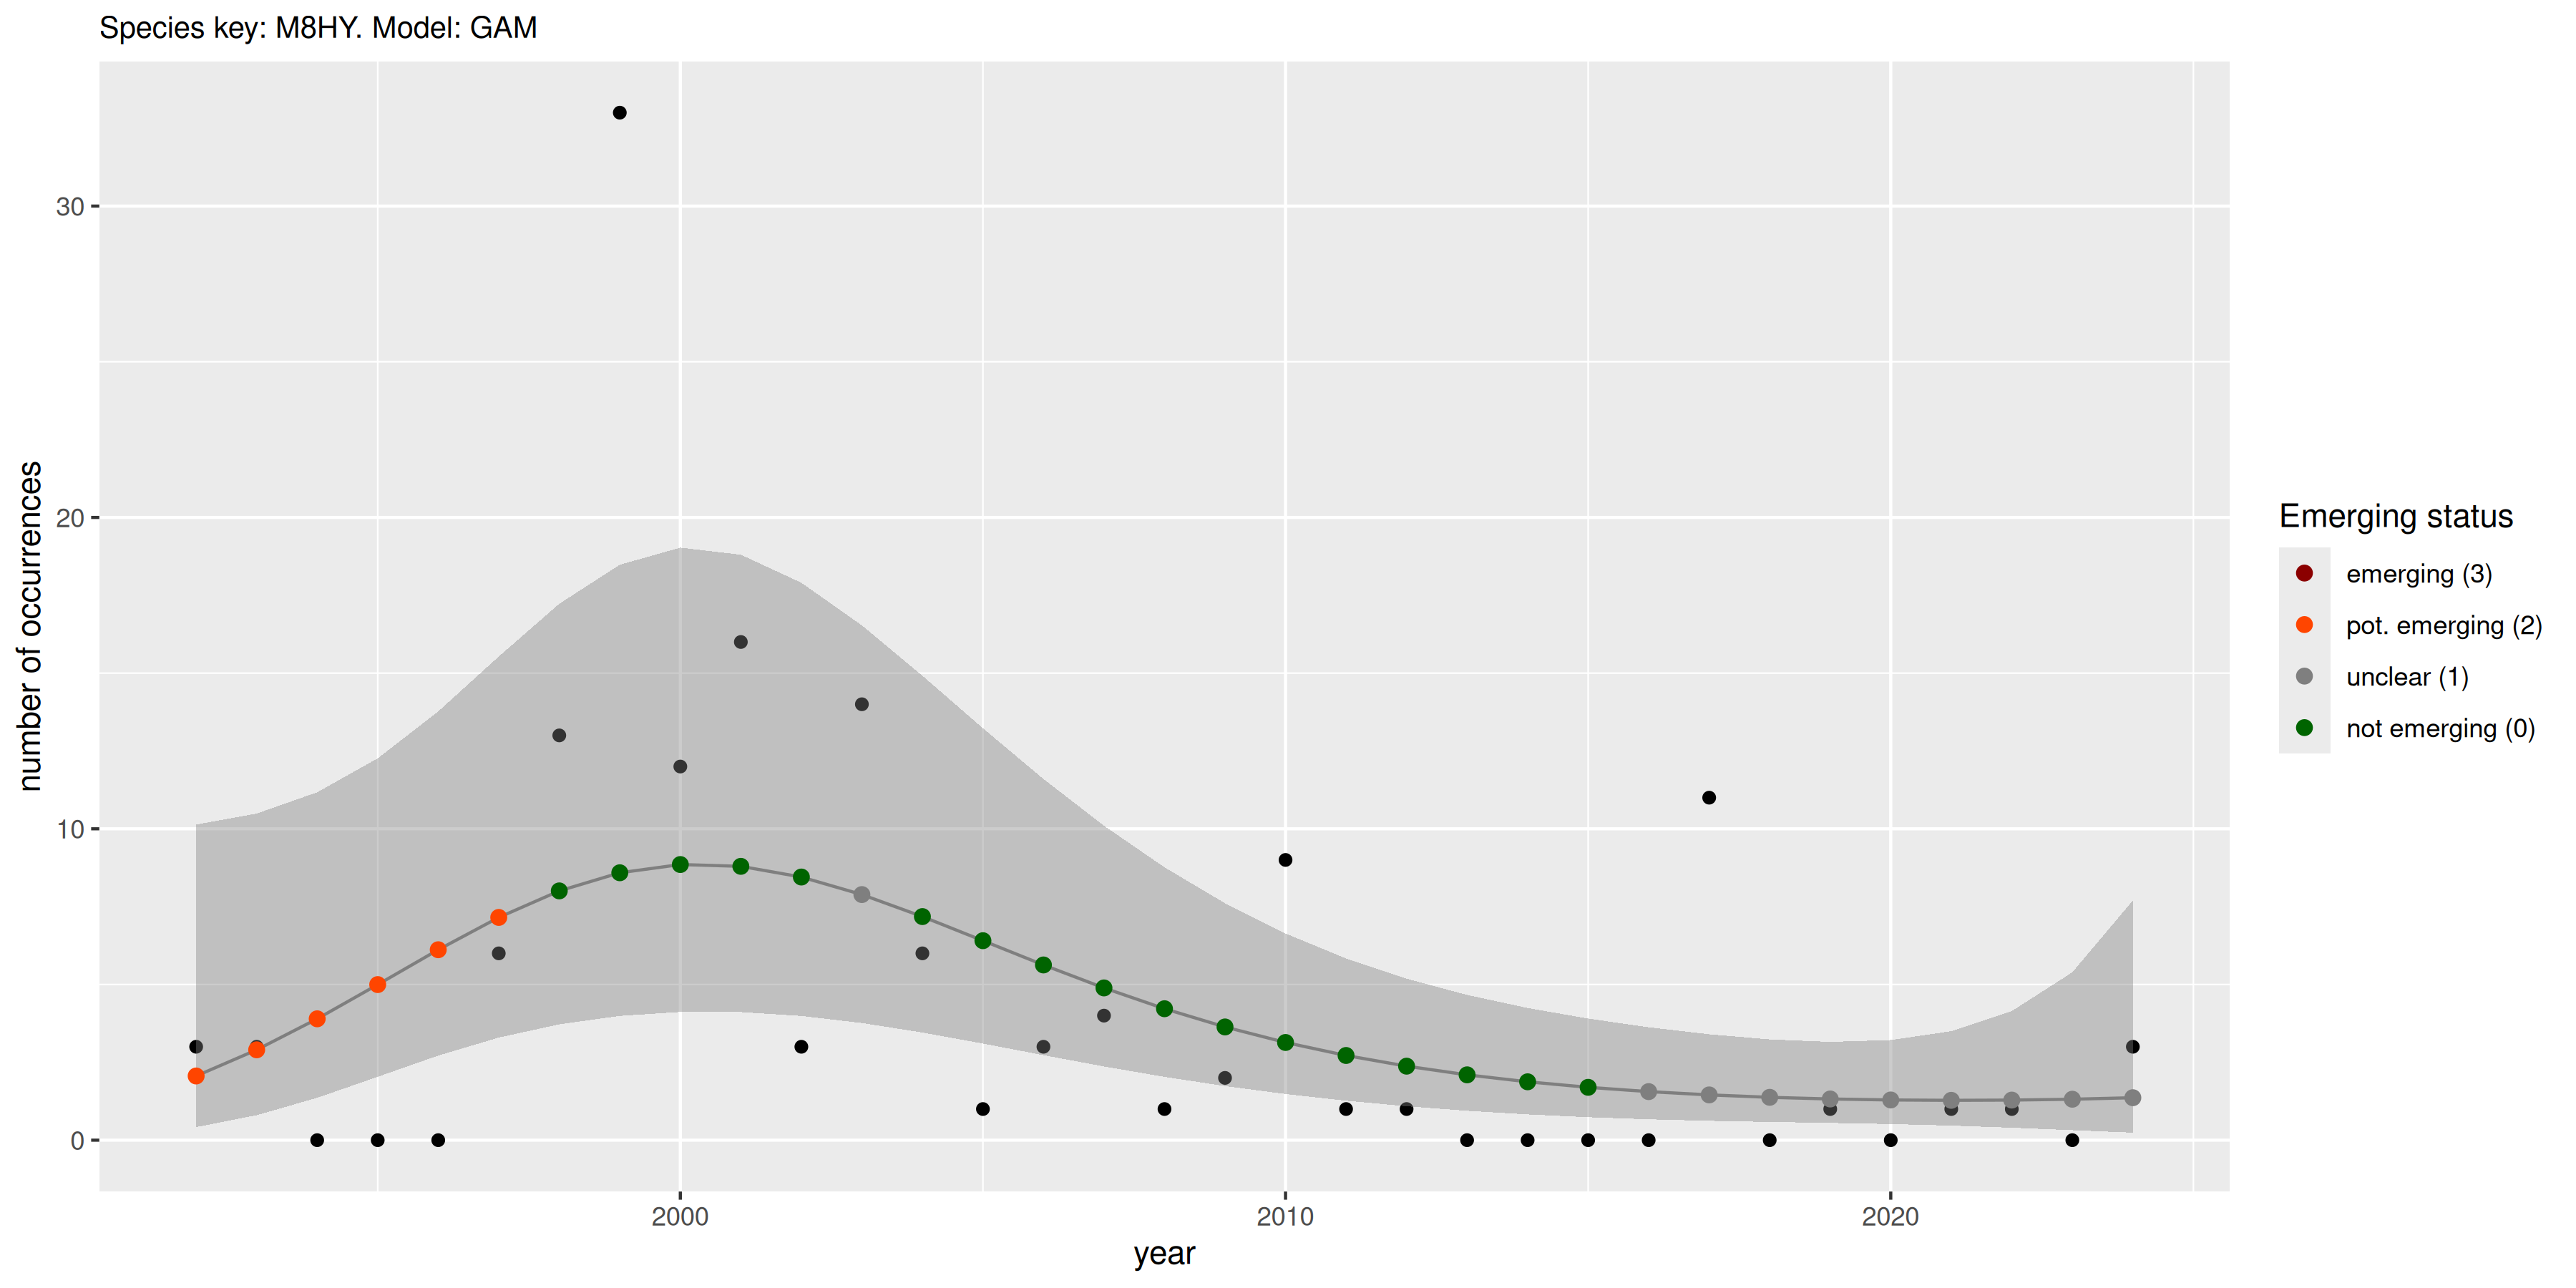 Species key: M8HY. Model: GAM
number of occurrences
30
20
10
0
2000
2010
2020
year
Emerging status
emerging (3)
pot. emerging (2)
unclear (1)
not emerging (0)